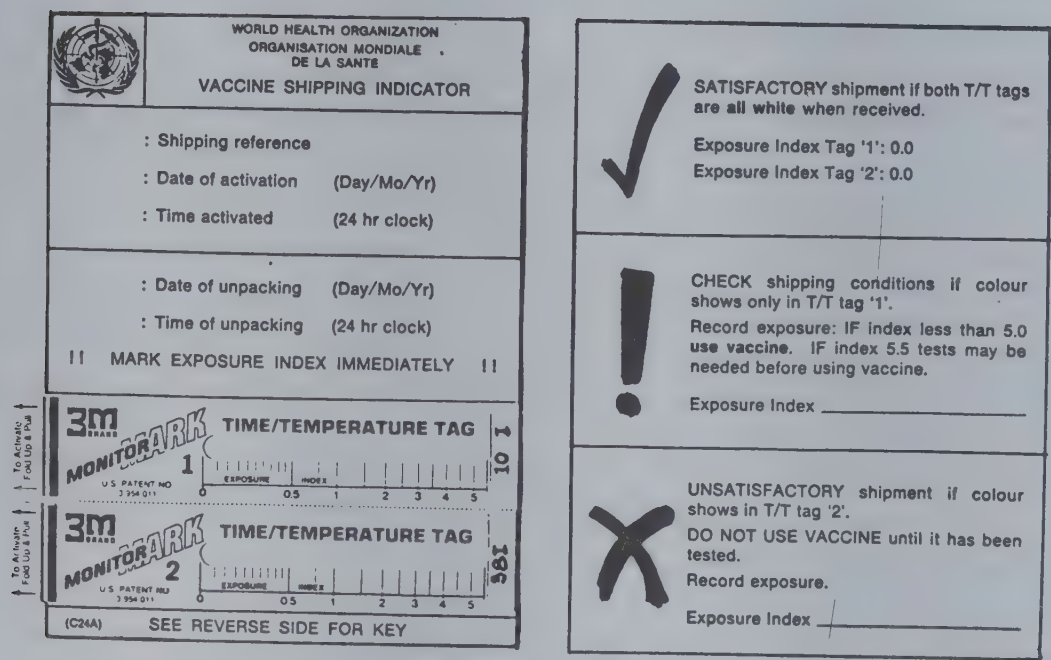 WORLD HEALTH ORGANIZATION
ORGANISATION MONDIALE
DE LA SANTÉ
VACCINE SHIPPING INDICATOR
: Shipping reference
: Date of activation (Day/Mo/Yr)
: Time activated (24 hr clock)
: Date of unpacking (Day/Mo/Yr)
: Time of unpacking (24 hr clock)
!! MARK EXPOSURE INDEX IMMEDIATELY !!
To Activate
Fold Up & Pull
3M
BRAND
MONITOR MARK
1
U.S. PATENT NO
3 954 011
TIME/TEMPERATURE TAG
EXPOSURE INDEX
0 0.5 1 2 3 4 5
10 I
To Activate
Fold Up & Pull
3M
BRAND
MONITOR MARK
2
U.S. PATENT NO
3 954 011
TIME/TEMPERATURE TAG
EXPOSURE INDEX
0 0.5 1 2 3 4 5
(C24A) SEE REVERSE SIDE FOR KEY
SATISFACTORY shipment if both T/T tags
are all white when received.
Exposure Index Tag '1': 0.0
Exposure Index Tag '2': 0.0
!
CHECK shipping conditions if colour
shows only in T/T tag '1'.
Record exposure: IF index less than 5.0
use vaccine. IF index 5.5 tests may be
needed before using vaccine.
Exposure Index
UNSATISFACTORY shipment if colour
shows in T/T tag '2'.
DO NOT USE VACCINE until it has been
tested.
Record exposure.
Exposure Index